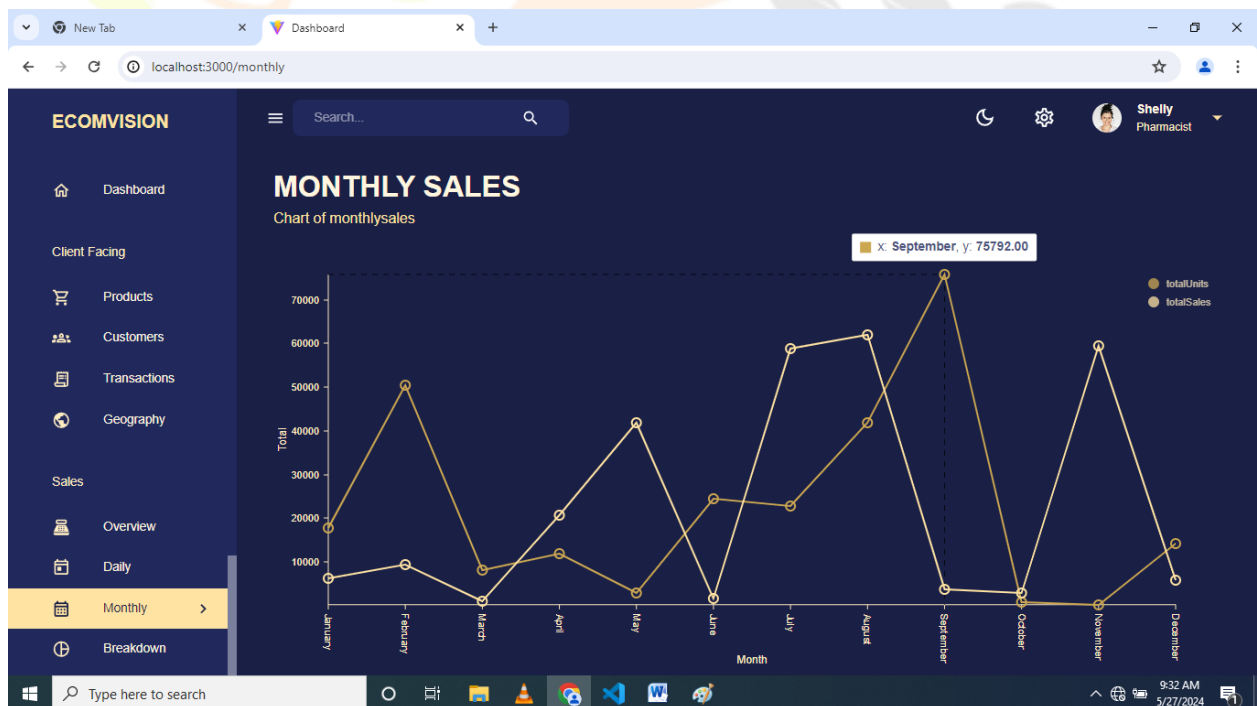 New Tab
Dashboard
localhost:3000/monthly
ECOMVISION
Search...
Shelly
Pharmacist
Dashboard
Client Facing
Products
Customers
Transactions
Geography
Sales
Overview
Daily
Monthly
Breakdown
MONTHLY SALES
Chart of monthlysales
x: September, y: 75792.00
totalUnits
totalSales
70000
60000
50000
40000
30000
20000
10000
Total
January
February
March
April
May
June
July
August
September
October
November
December
Month
Type here to search
9:32 AM
5/27/2024
1